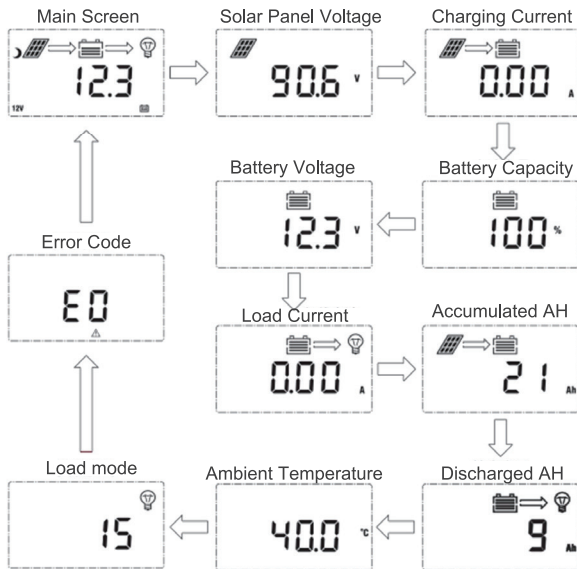 Main Screen
12.3
12V
Solar Panel Voltage
90.6 V
Charging Current
0.00 A
Battery Capacity
100 %
Battery Voltage
12.3 V
Load Current
0.00 A
Accumulated AH
21 Ah
Discharged AH
9 Ah
Ambient Temperature
40.0 °C
Load mode
15
Error Code
E0